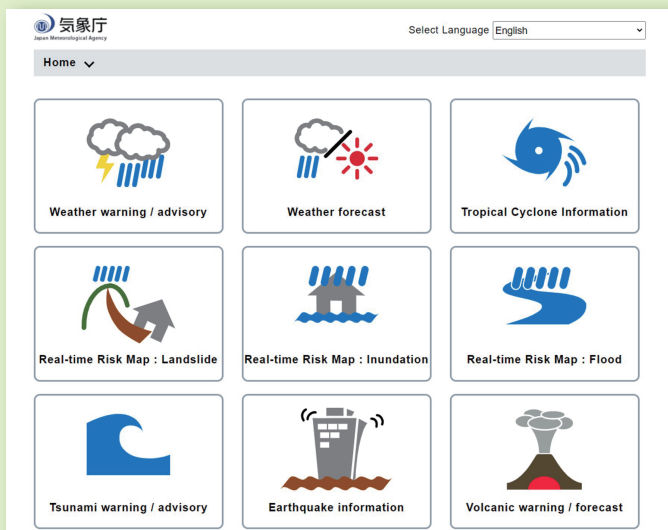 気象庁
Japan Meteorological Agency
Select Language English
Home
Weather warning / advisory
Weather forecast
Tropical Cyclone Information
Real-time Risk Map : Landslide
Real-time Risk Map : Inundation
Real-time Risk Map : Flood
Tsunami warning / advisory
Earthquake information
Volcanic warning / forecast